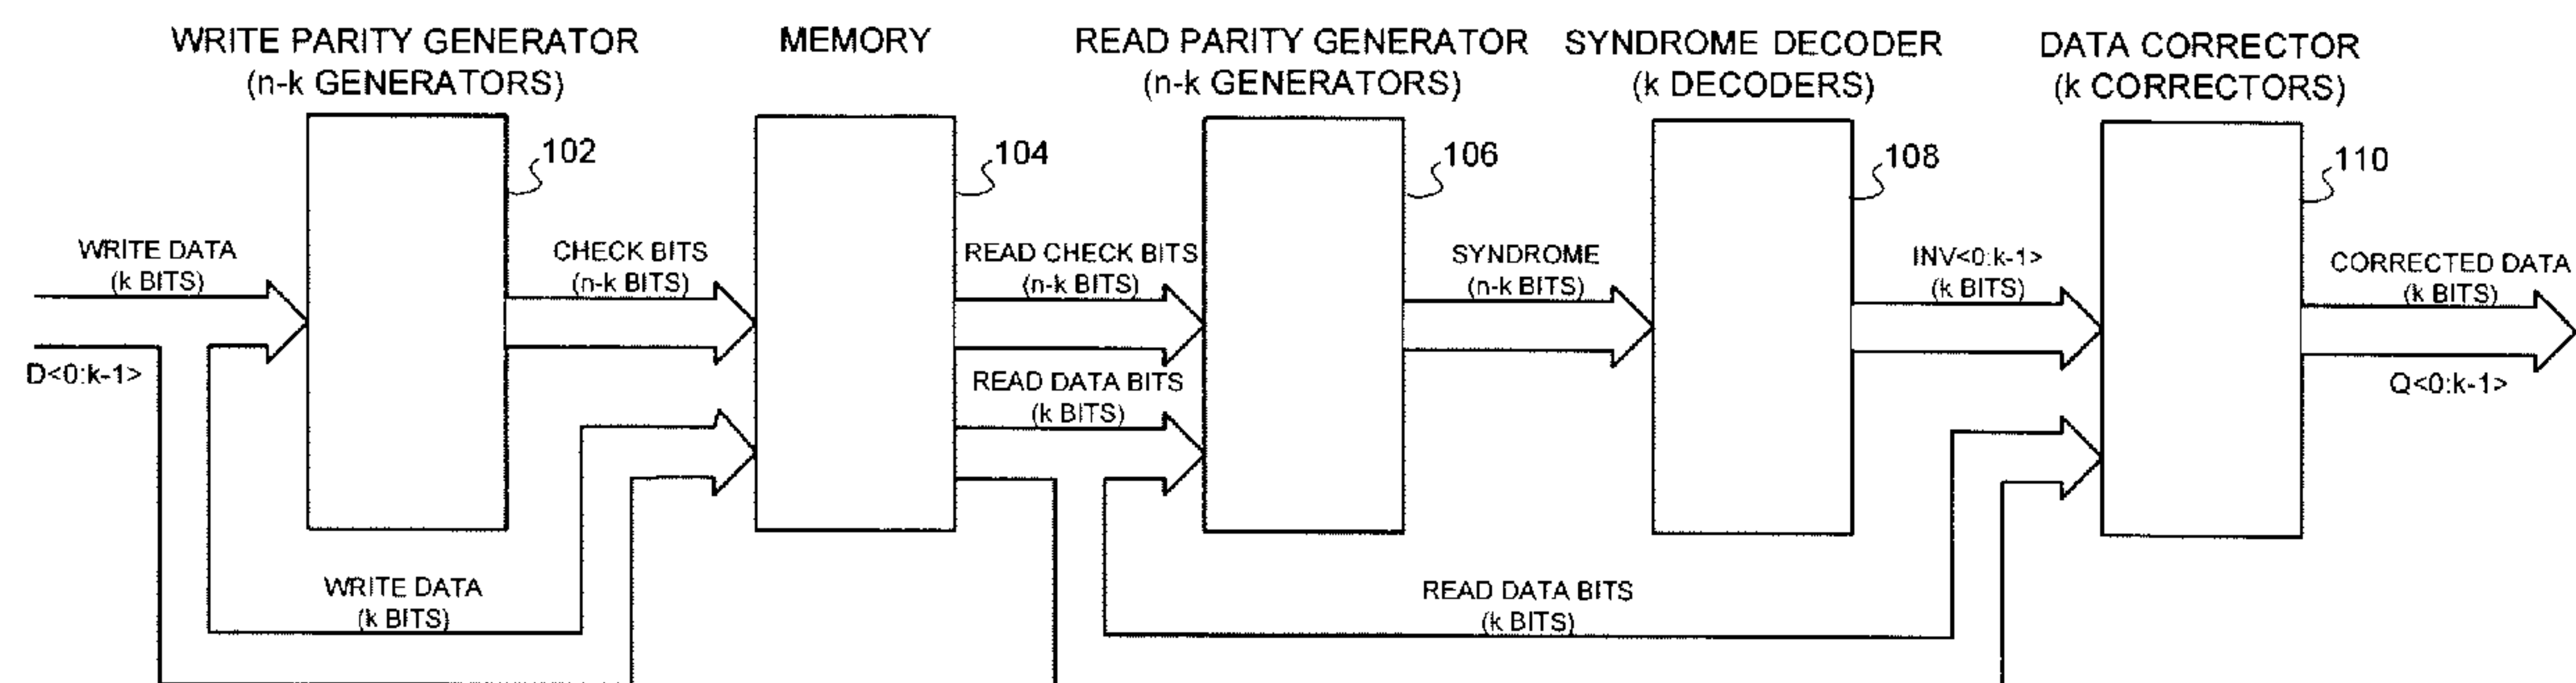 WRITE PARITY GENERATOR
(n-k GENERATORS)
MEMORY
READ PARITY GENERATOR
(n-k GENERATORS)
SYNDROME DECODER
(k DECODERS)
DATA CORRECTOR
(k CORRECTORS)
102
104
106
108
110
WRITE DATA
(k BITS)
D<0:k-1>
CHECK BITS
(n-k BITS)
READ CHECK BITS
(n-k BITS)
READ DATA BITS
(k BITS)
SYNDROME
(n-k BITS)
INV<0:k-1>
(k BITS)
CORRECTED DATA
(k BITS)
Q<0:k-1>
WRITE DATA
(k BITS)
READ DATA BITS
(k BITS)